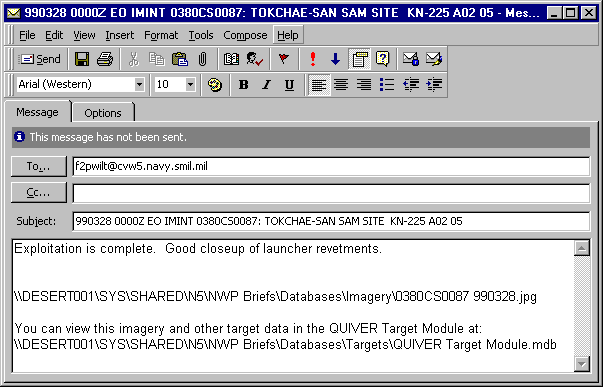 990328 0000Z EO IMINT 0380CS0087: TOKCHAE-SAN SAM SITE  KN-225 A02 05 - Mes...
File Edit View Insert Format Tools Compose Help
Send
Arial (Western) 10 B I U
Message Options
This message has not been sent.
To... f2pwilt@cvw5.navy.smil.mil
Cc...
Subject: 990328 0000Z EO IMINT 0380CS0087: TOKCHAE-SAN SAM SITE  KN-225 A02 05
Exploitation is complete.  Good closeup of launcher revetments.
\\DESERT001\SYS\SHARED\N5\NWP Briefs\Databases\Imagery\0380CS0087 990328.jpg
You can view this imagery and other target data in the QUIVER Target Module at:
\\DESERT001\SYS\SHARED\N5\NWP Briefs\Databases\Targets\QUIVER Target Module.mdb